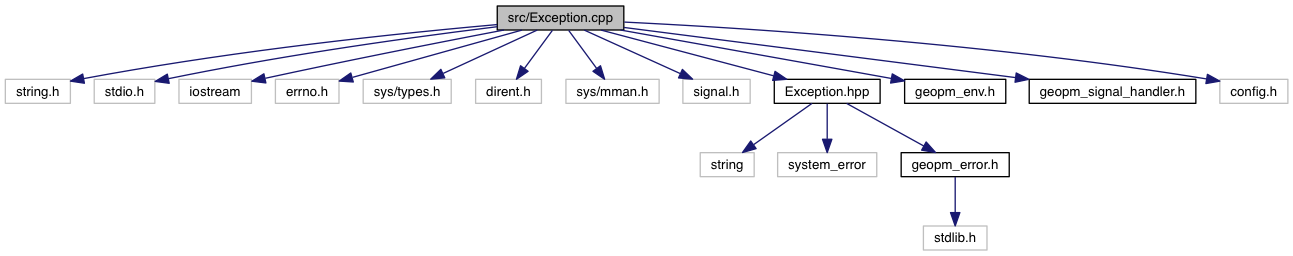 src/Exception.cpp
string.h
stdio.h
iostream
errno.h
sys/types.h
dirent.h
sys/mman.h
signal.h
Exception.hpp
geopm_env.h
geopm_signal_handler.h
config.h
string
system_error
geopm_error.h
stdlib.h